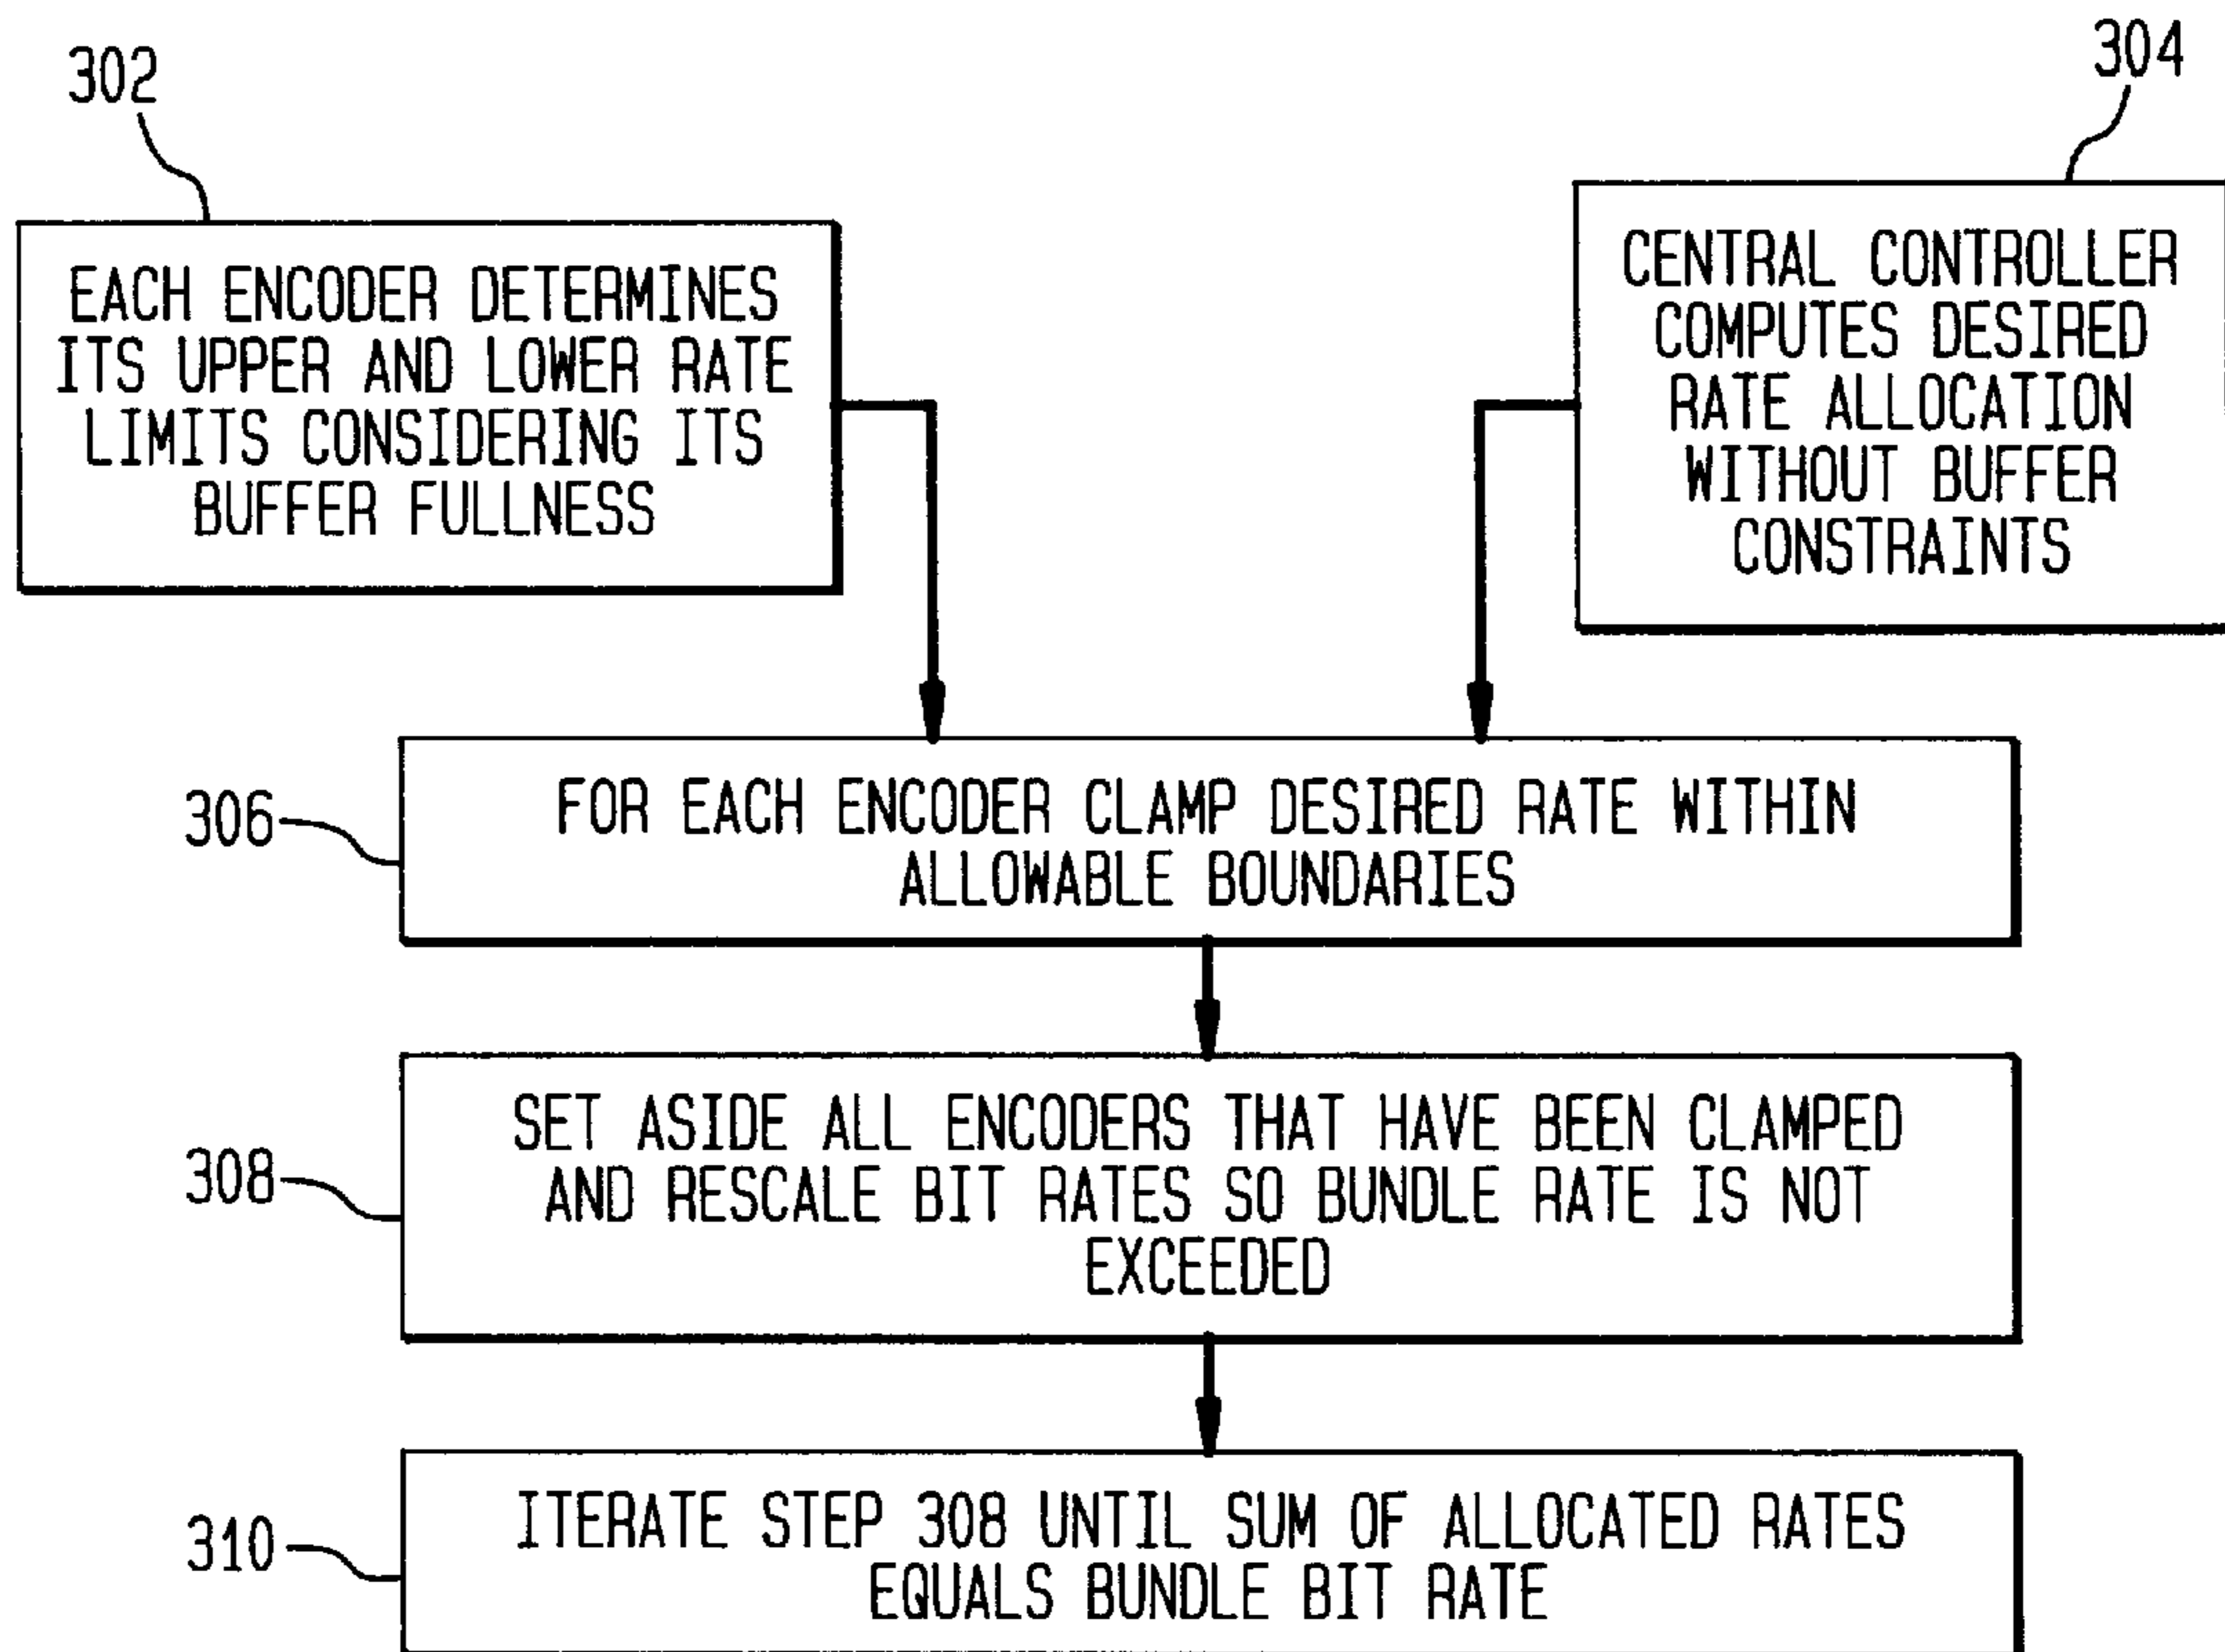 302
EACH ENCODER DETERMINES
ITS UPPER AND LOWER RATE
LIMITS CONSIDERING ITS
BUFFER FULLNESS
304
CENTRAL CONTROLLER
COMPUTES DESIRED
RATE ALLOCATION
WITHOUT BUFFER
CONSTRAINTS
306
FOR EACH ENCODER CLAMP DESIRED RATE WITHIN
ALLOWABLE BOUNDARIES
308
SET ASIDE ALL ENCODERS THAT HAVE BEEN CLAMPED
AND RESCALE BIT RATES SO BUNDLE RATE IS NOT
EXCEEDED
310
ITERATE STEP 308 UNTIL SUM OF ALLOCATED RATES
EQUALS BUNDLE BIT RATE